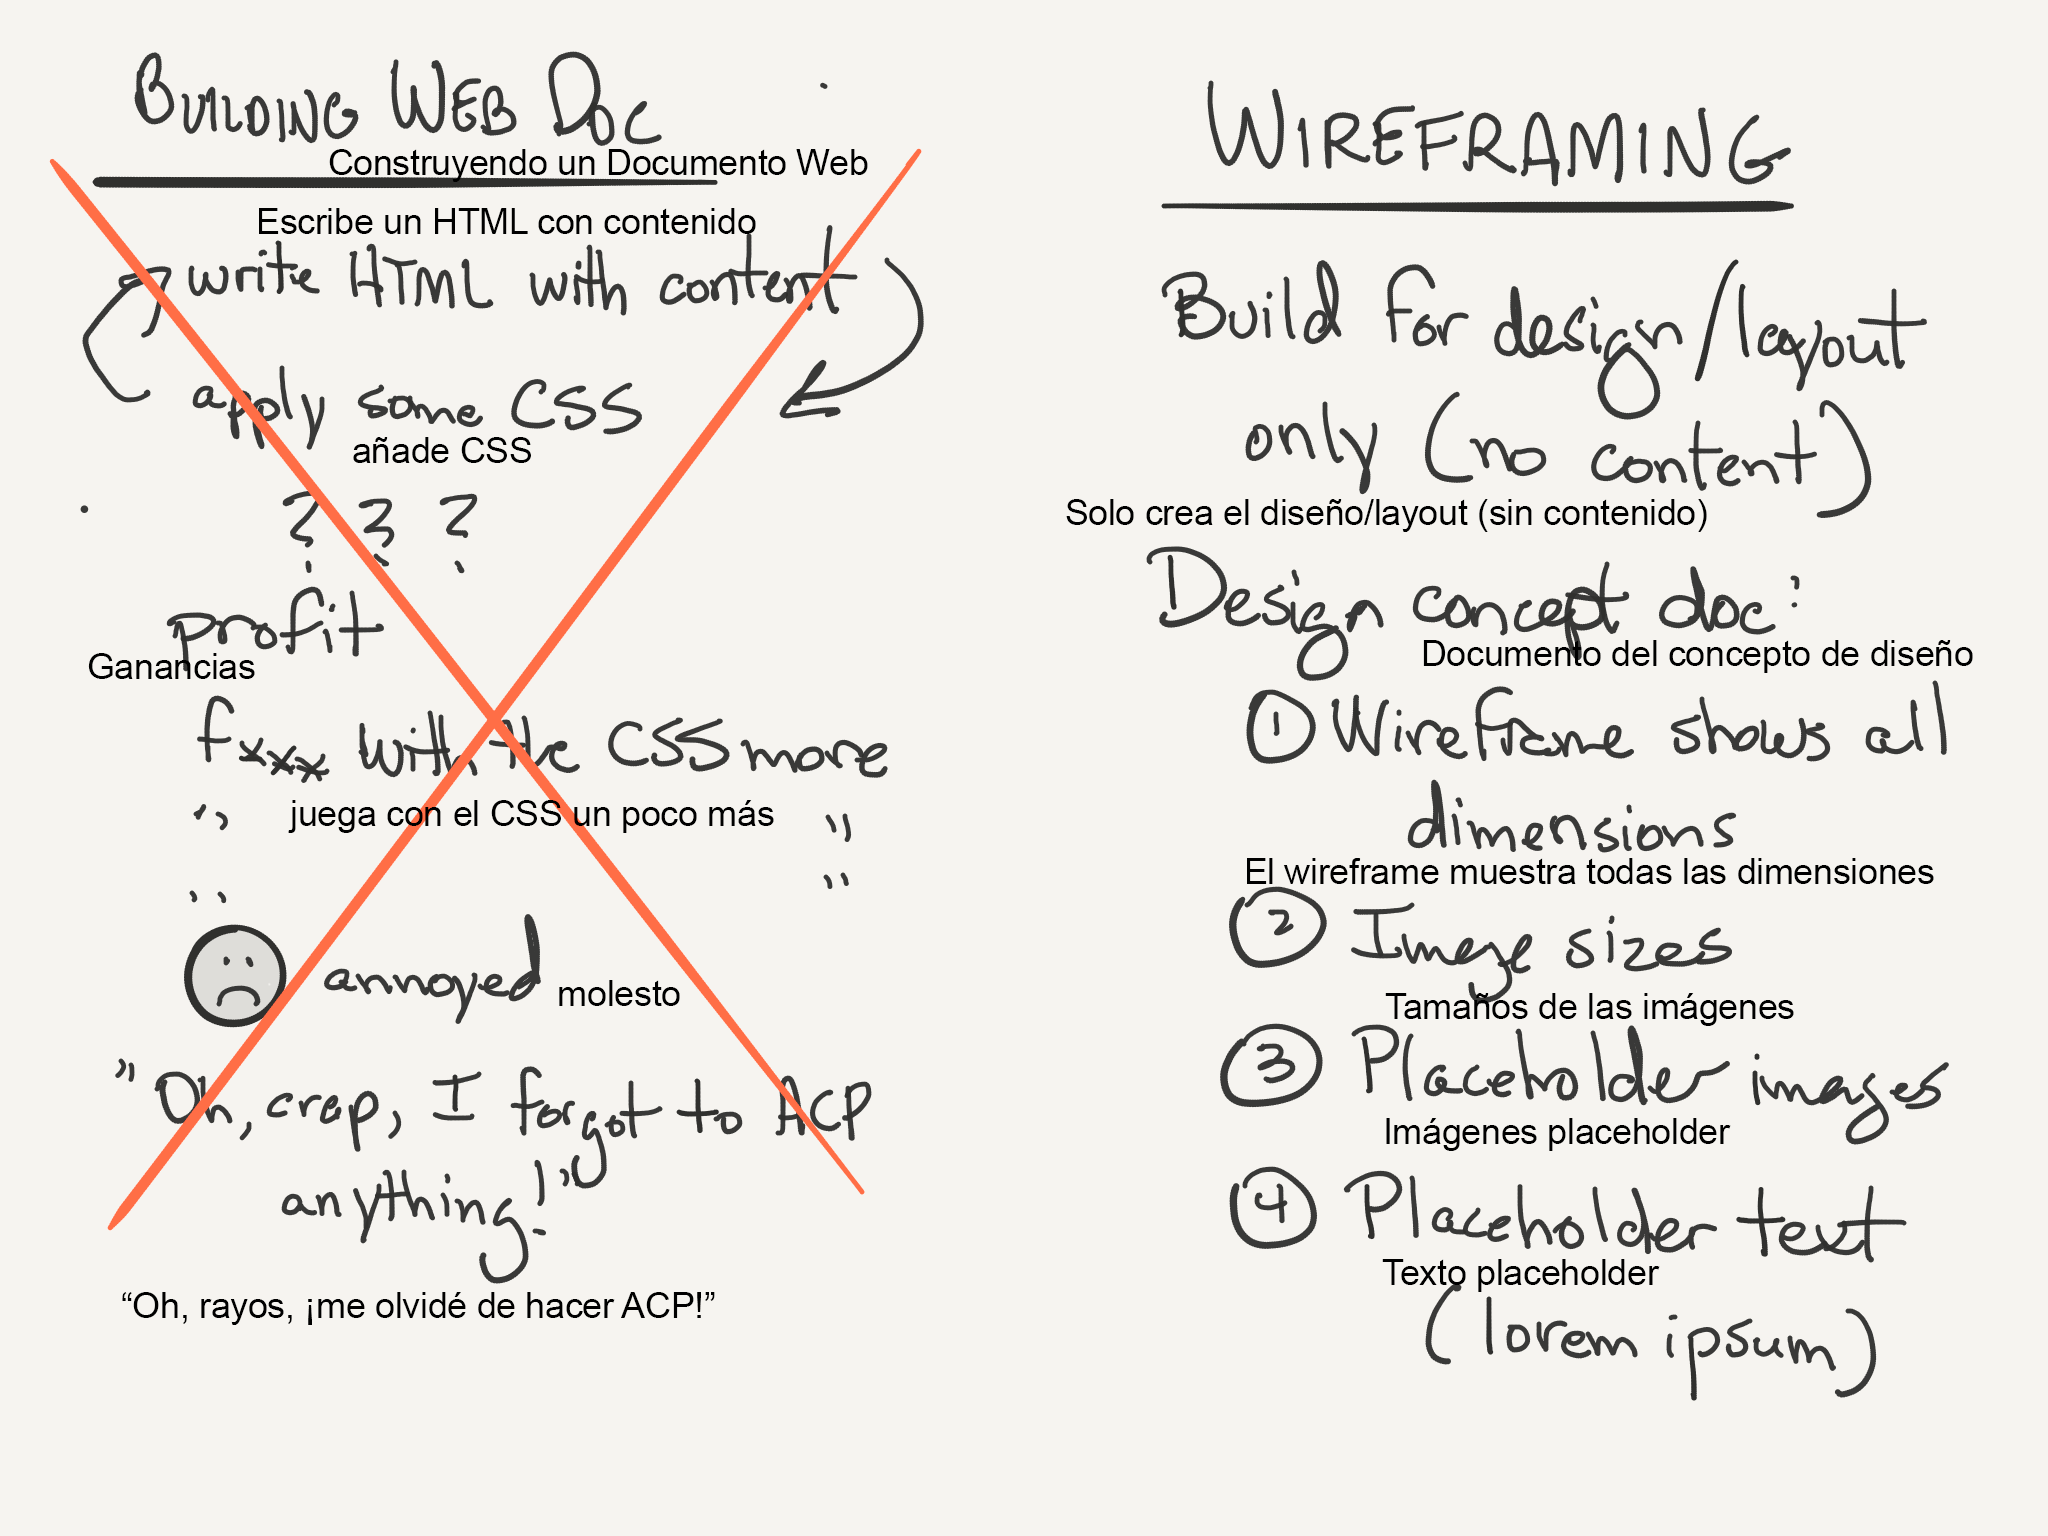 BUILDING WEB DOC
Construyendo un Documento Web
Escribe un HTML con contenido
write HTML with content
apply some CSS
añade CSS
? ? ?
profit
Ganancias
fxxx with the CSS more
juega con el CSS un poco más
" "
" "
annoyed molesto
"Oh, crap, I forgot to ACP
anything!"
“Oh, rayos, ¡me olvidé de hacer ACP!”
WIREFRAMING
Build for design/layout
only (no content)
Solo crea el diseño/layout (sin contenido)
Design concept doc:
Documento del concepto de diseño
1 Wireframe shows all
dimensions
El wireframe muestra todas las dimensiones
2 Image sizes
Tamaños de las imágenes
3 Placeholder images
Imágenes placeholder
4 Placeholder text
Texto placeholder
(lorem ipsum)